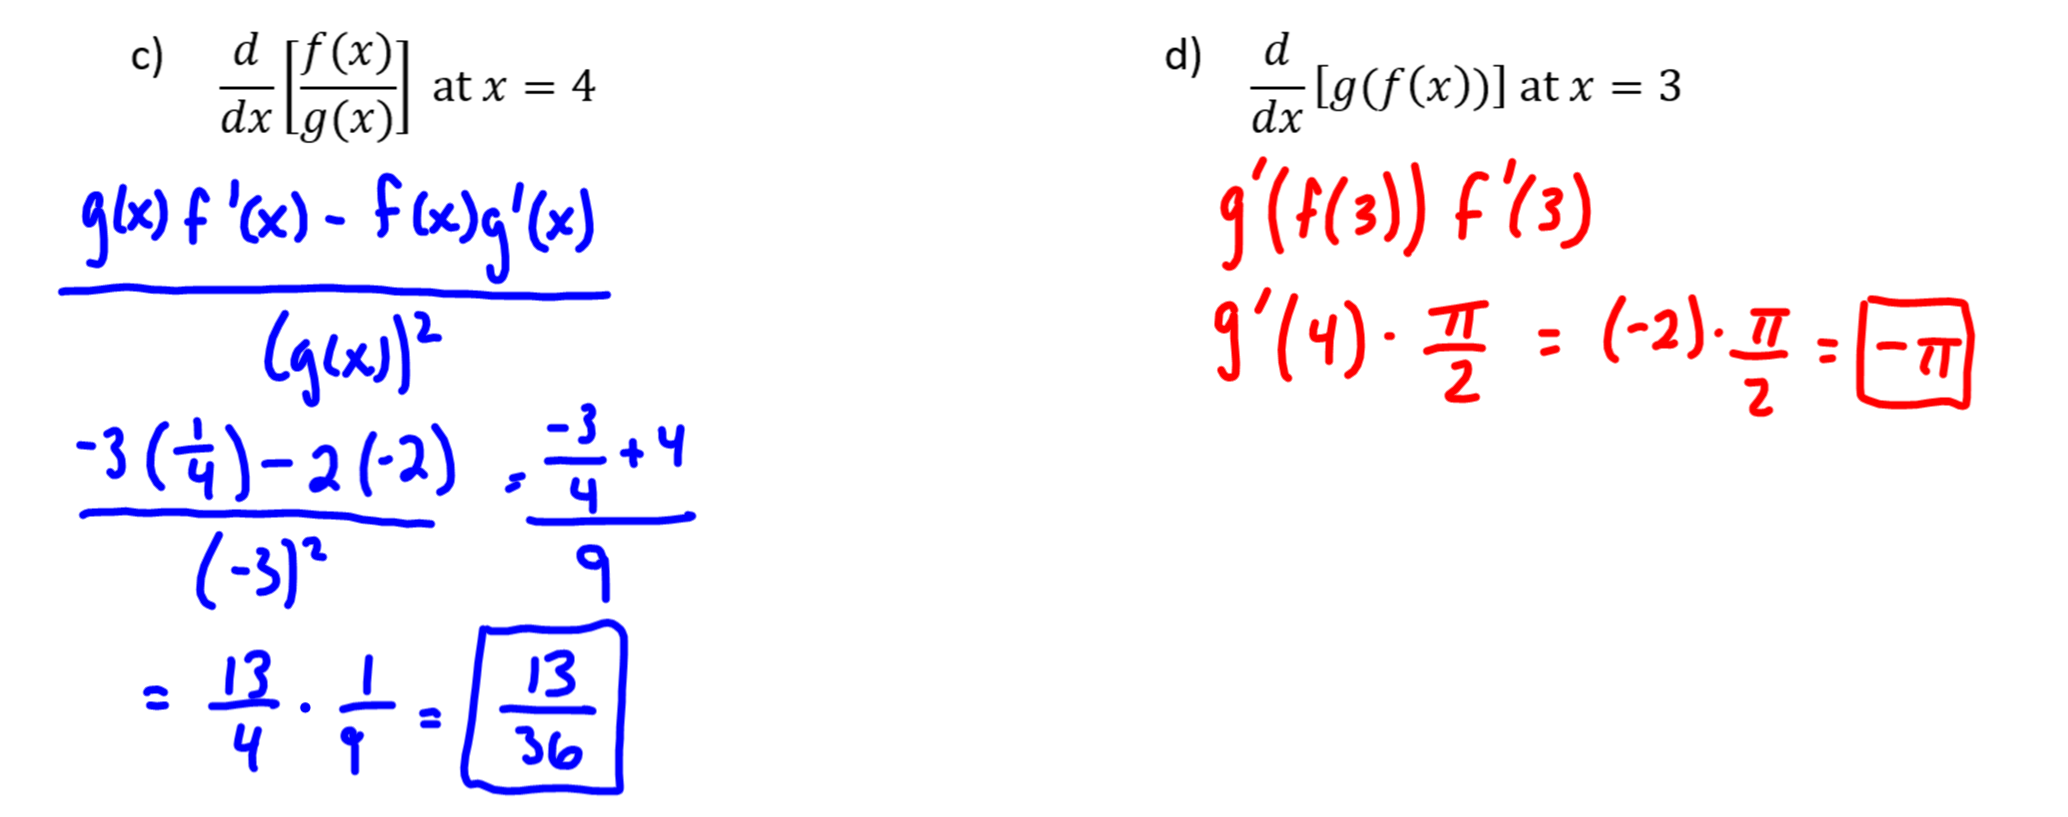 c) d/dx [f(x)/g(x)] at x = 4
g(x) f'(x) - f(x)g'(x)
(g(x))²
-3(1/4) - 2(-2) / (-3)² = (-3/4 + 4) / 9
= 13/4 · 1/9 = 13/36
d) d/dx [g(f(x))] at x = 3
g'(f(3)) f'(3)
g'(4) · π/2 = (-2) · π/2 = -π